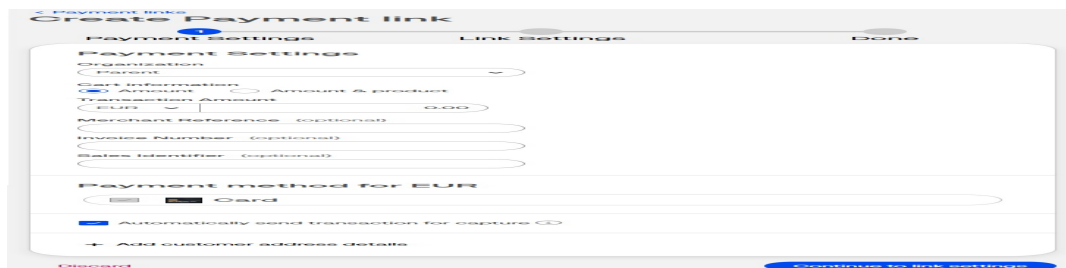 < Payment links
Create Payment link
1
Payment Settings Link Settings Done
Payment Settings
Organization
Parent
Cart information
Amount Amount & product
Transaction Amount
EUR 0.00
Merchant Reference (optional)
Invoice Number (optional)
Sales Identifier (optional)
Payment method for EUR
Card
Automatically send transaction for capture
+ Add customer address details
Discard Continue to link settings